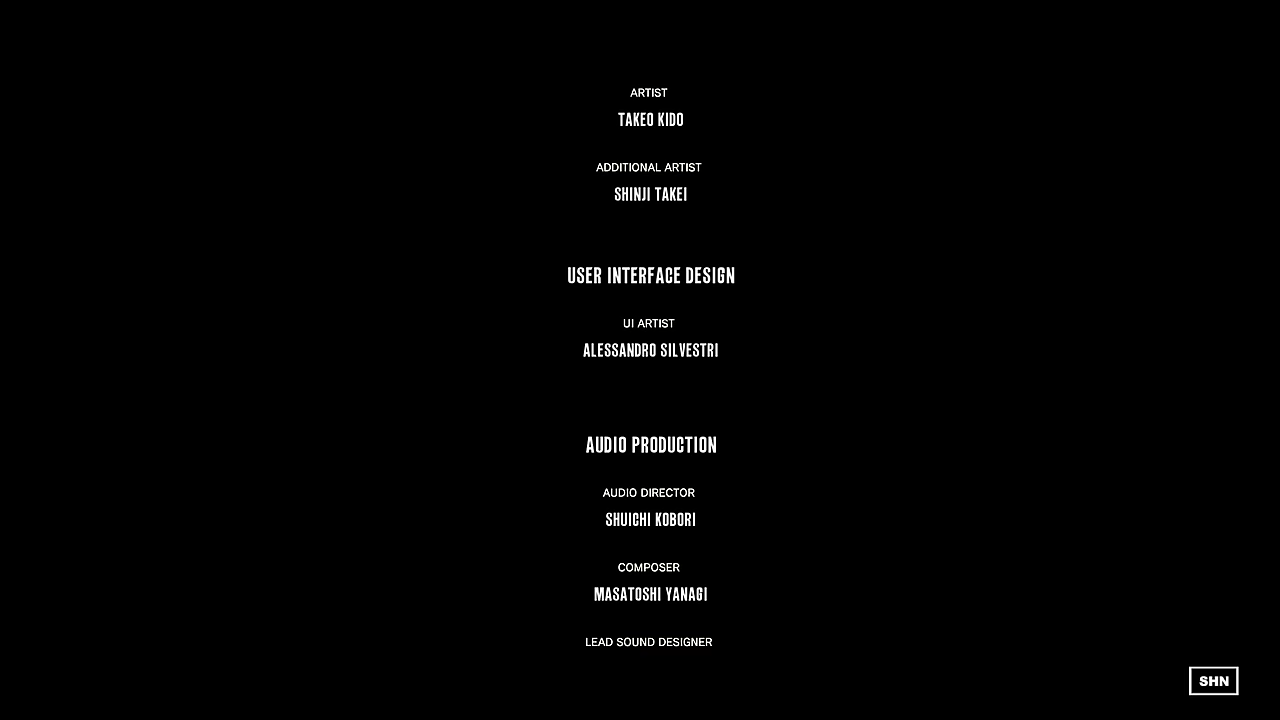 ARTIST
TAKEO KIDO
ADDITIONAL ARTIST
SHINJI TAKEI
USER INTERFACE DESIGN
UI ARTIST
ALESSANDRO SILVESTRI
AUDIO PRODUCTION
AUDIO DIRECTOR
SHUICHI KOBORI
COMPOSER
MASATOSHI YANAGI
LEAD SOUND DESIGNER
SHN